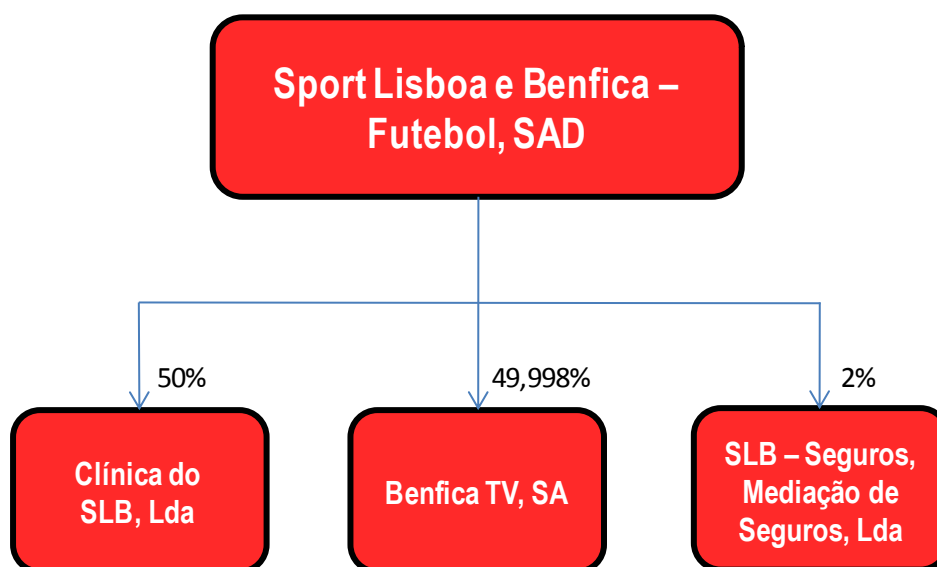 Sport Lisboa e Benfica –
Futebol, SAD
50%
49,998%
2%
Clínica do
SLB, Lda
Benfica TV, SA
SLB – Seguros,
Mediação de
Seguros, Lda